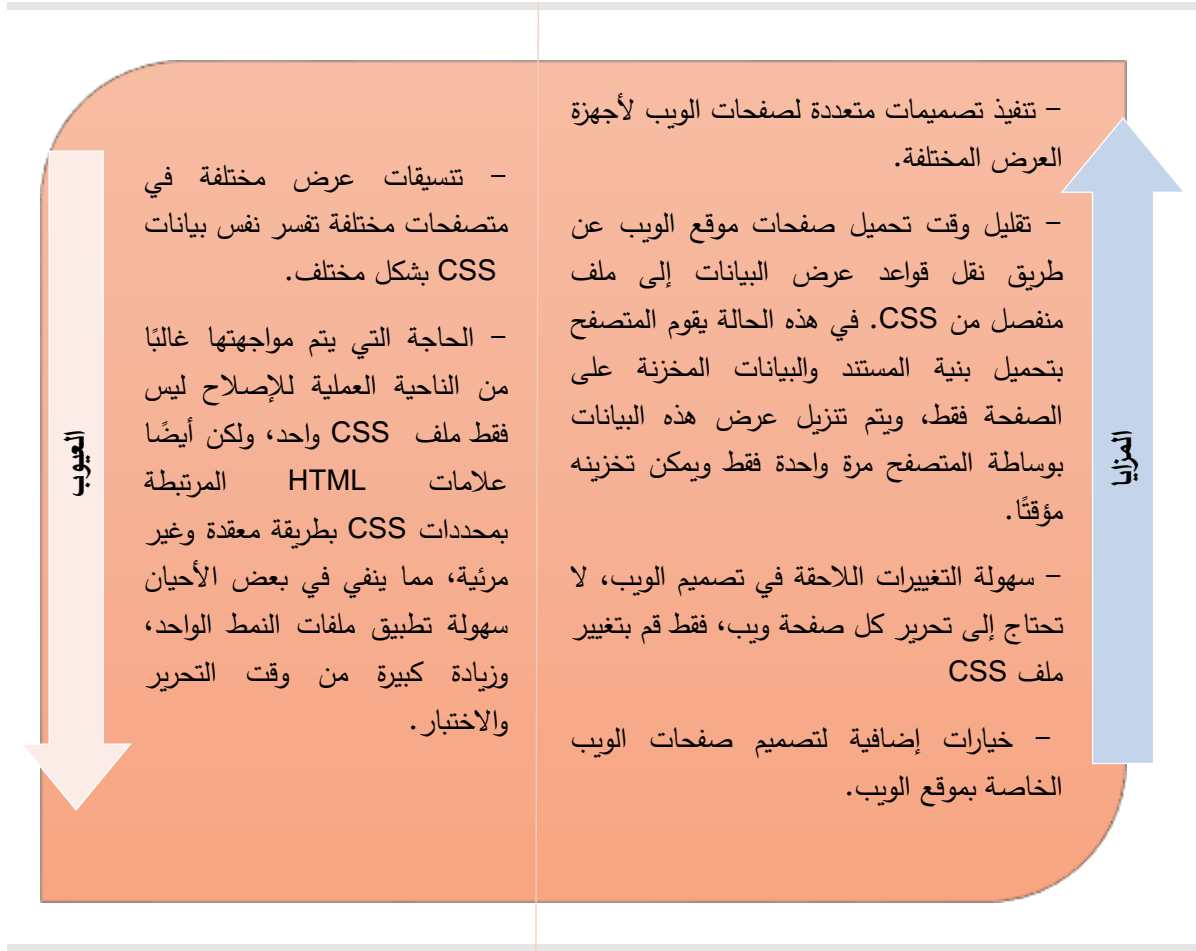 المزايا
– تنفيذ تصميمات متعددة لصفحات الويب لأجهزة
العرض المختلفة.
– تقليل وقت تحميل صفحات موقع الويب عن
طريق نقل قواعد عرض البيانات إلى ملف
منفصل من CSS. في هذه الحالة يقوم المتصفح
بتحميل بنية المستند والبيانات المخزنة على
الصفحة فقط، ويتم تنزيل عرض هذه البيانات
بوساطة المتصفح مرة واحدة فقط ويمكن تخزينه
مؤقتًا.
– سهولة التغييرات اللاحقة في تصميم الويب، لا
تحتاج إلى تحرير كل صفحة ويب، فقط قم بتغيير
ملف CSS
– خيارات إضافية لتصميم صفحات الويب
الخاصة بموقع الويب.
– تنسيقات عرض مختلفة في
متصفحات مختلفة تفسر نفس بيانات
CSS بشكل مختلف.
– الحاجة التي يتم مواجهتها غالبًا
من الناحية العملية للإصلاح ليس
فقط ملف CSS واحد، ولكن أيضًا
علامات HTML المرتبطة
بمحددات CSS بطريقة معقدة وغير
مرئية، مما ينفي في بعض الأحيان
سهولة تطبيق ملفات النمط الواحد،
وزيادة كبيرة من وقت التحرير
والاختبار.
العيوب